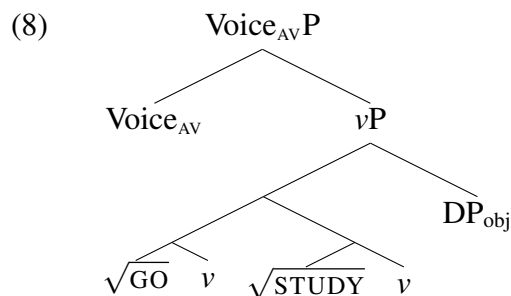 (8) Voice_AV P
Voice_AV vP
DP_obj
√GO v √STUDY v